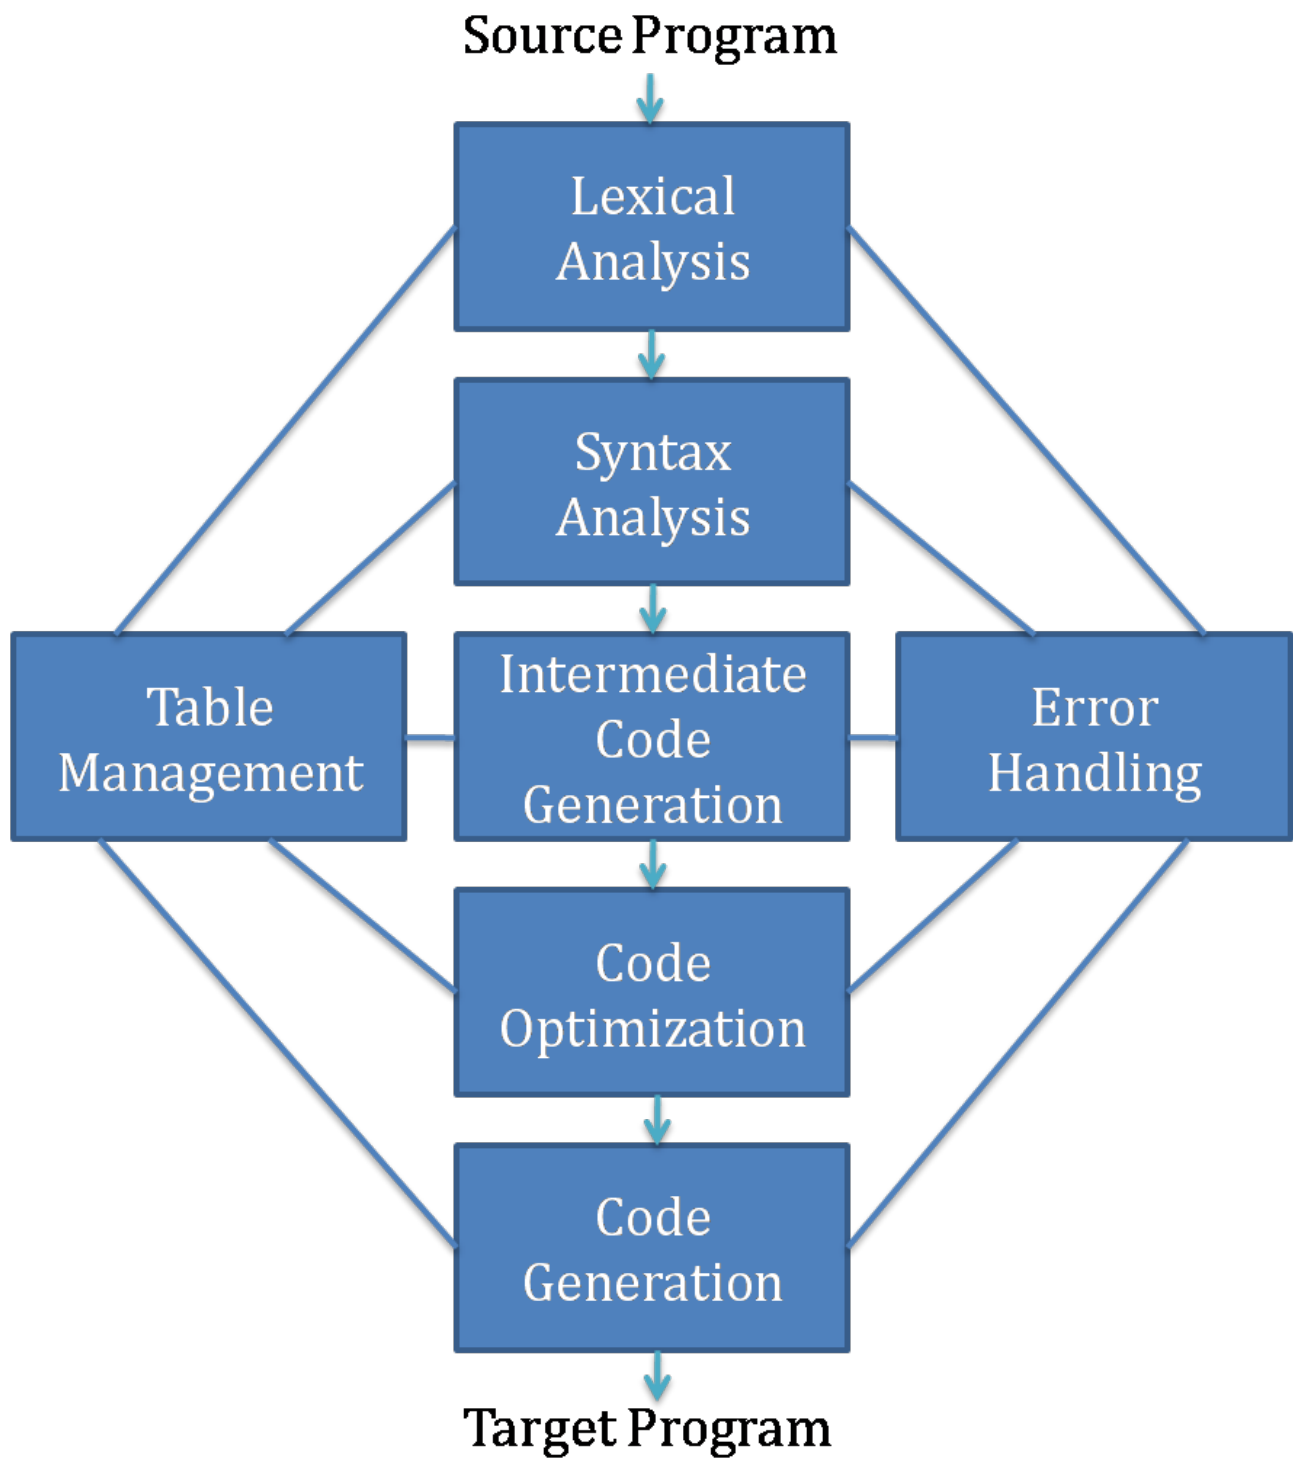 Source Program
Lexical
Analysis
Syntax
Analysis
Table
Management
Intermediate
Code
Generation
Error
Handling
Code
Optimization
Code
Generation
Target Program